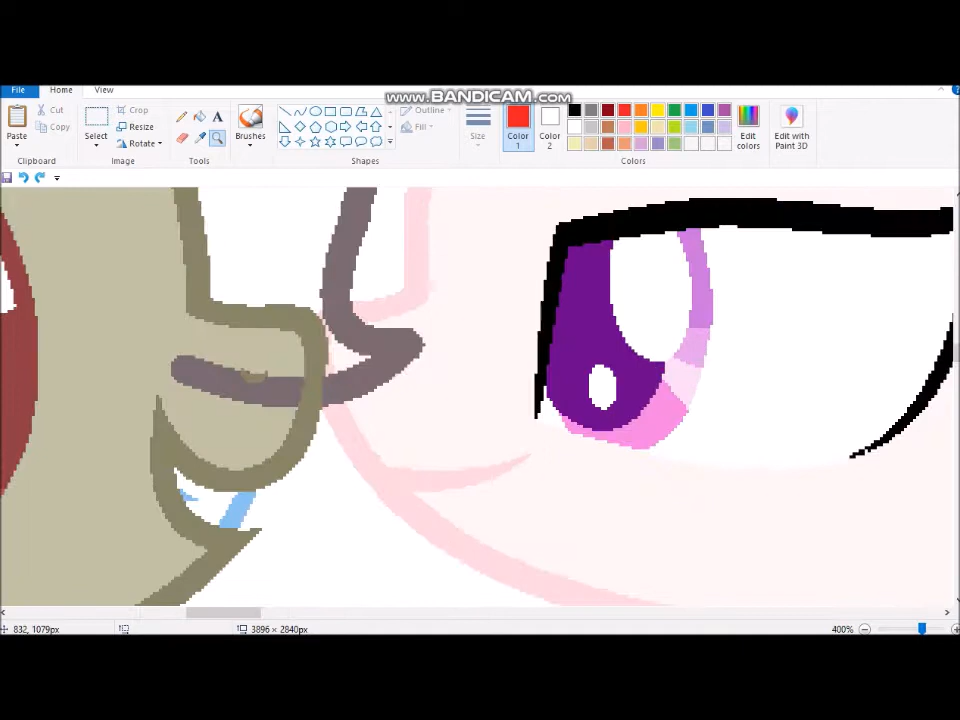 File Home View
www.BANDICAM.com
Paste
Cut
Copy
Clipboard
Select
Crop
Resize
Rotate
Image
A
Tools
Brushes
Shapes
Outline
Fill
Size
Color 1
Color 2
Edit colors
Colors
Edit with Paint 3D
832, 1079px
3896 × 2840px
400%